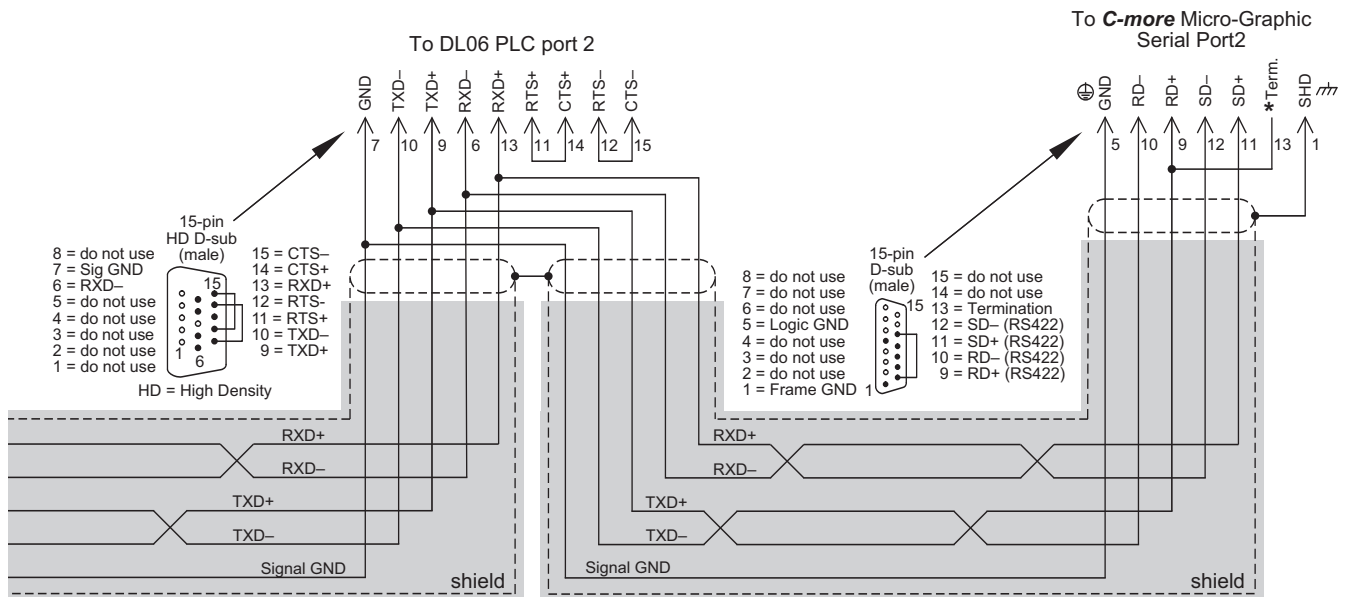 To DL06 PLC port 2
GND
TXD–
TXD+
RXD–
RXD+
RTS+
CTS+
RTS–
CTS–
7
10
9
6
13
11
14
12
15
To C-more Micro-Graphic
Serial Port2
GND
RD–
RD+
SD–
SD+
*Term.
SHD
5
10
9
12
11
13
1
15-pin
HD D-sub
(male)
8 = do not use
7 = Sig GND
6 = RXD–
5 = do not use
4 = do not use
3 = do not use
2 = do not use
1 = do not use
15
1
6
15 = CTS–
14 = CTS+
13 = RXD+
12 = RTS-
11 = RTS+
10 = TXD–
9 = TXD+
HD = High Density
15-pin
D-sub
(male)
8 = do not use
7 = do not use
6 = do not use
5 = Logic GND
4 = do not use
3 = do not use
2 = do not use
1 = Frame GND
15
1
15 = do not use
14 = do not use
13 = Termination
12 = SD– (RS422)
11 = SD+ (RS422)
10 = RD– (RS422)
9 = RD+ (RS422)
RXD+
RXD–
TXD+
TXD–
Signal GND
shield
RXD+
RXD–
TXD+
TXD–
Signal GND
shield